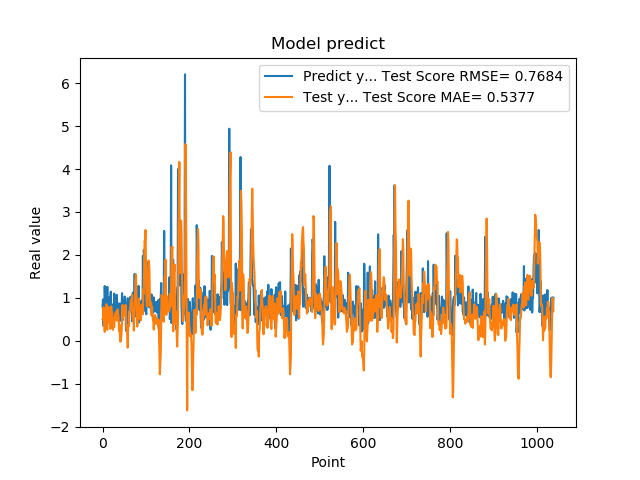 Model predict
Predict y... Test Score RMSE= 0.7684
Test y... Test Score MAE= 0.5377
Real value
6
5
4
3
2
1
0
−1
−2
0 200 400 600 800 1000
Point